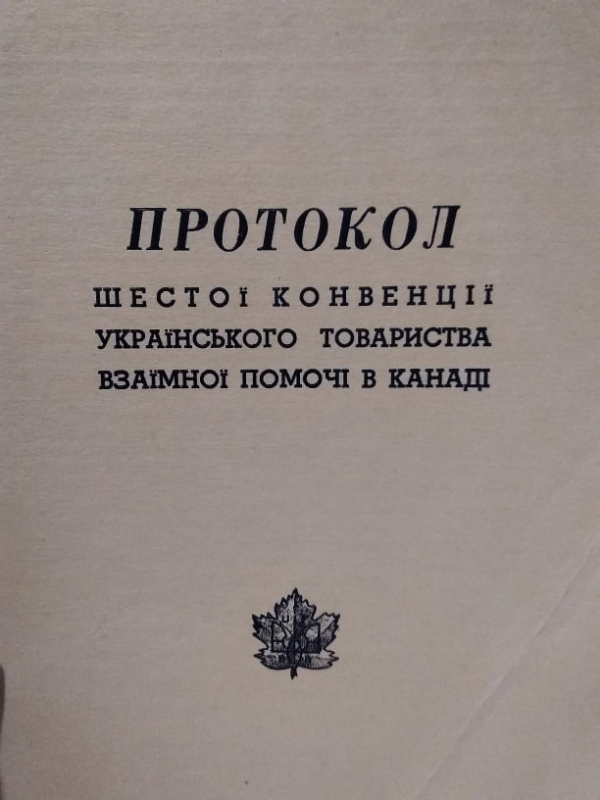 ПРОТОКОЛ
ШЕСТОЇ КОНВЕНЦІЇ
УКРАЇНСЬКОГО ТОВАРИСТВА
ВЗАЇМНОЇ ПОМОЧІ В КАНАДІ